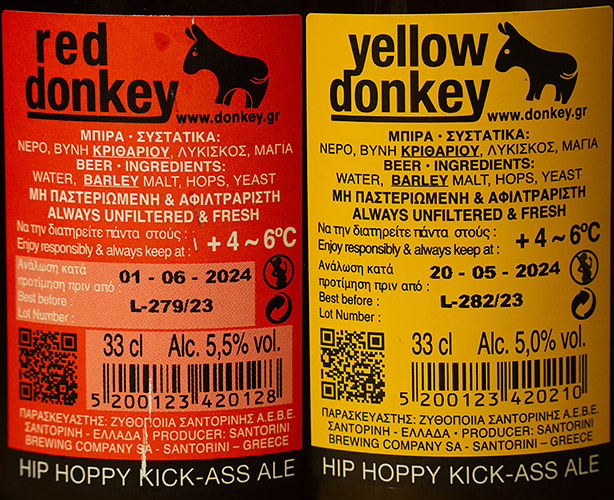 red
donkey
www.donkey.gr
ΜΠΙΡΑ · ΣΥΣΤΑΤΙΚΑ:
ΝΕΡΟ, ΒΥΝΗ ΚΡΙΘΑΡΙΟΥ, ΛΥΚΙΣΚΟΣ, ΜΑΓΙΑ
BEER · INGREDIENTS:
WATER, BARLEY MALT, HOPS, YEAST
ΜΗ ΠΑΣΤΕΡΙΩΜΕΝΗ & ΑΦΙΛΤΡΑΡΙΣΤΗ
ALWAYS UNFILTERED & FRESH
Να την διατηρείτε πάντα στους :
Enjoy responsibly & always keep at : + 4 ~ 6°C
Ανάλωση κατά
προτίμηση πριν από : 01 - 06 - 2024
Best before :
Lot Number : L-279/23
33 cl Alc. 5,5% vol.
5 200123 420128
ΠΑΡΑΣΚΕΥΑΣΤΗΣ: ΖΥΘΟΠΟΙΙΑ ΣΑΝΤΟΡΙΝΗΣ Α.Ε.Β.Ε.
ΣΑΝΤΟΡΙΝΗ - ΕΛΛΑΔΑ · PRODUCER: SANTORINI
BREWING COMPANY SA - SANTORINI – GREECE
HIP HOPPY KICK-ASS ALE
yellow
donkey
www.donkey.gr
ΜΠΙΡΑ · ΣΥΣΤΑΤΙΚΑ:
ΝΕΡΟ, ΒΥΝΗ ΚΡΙΘΑΡΙΟΥ, ΛΥΚΙΣΚΟΣ, ΜΑΓΙΑ
BEER · INGREDIENTS:
WATER, BARLEY MALT, HOPS, YEAST
ΜΗ ΠΑΣΤΕΡΙΩΜΕΝΗ & ΑΦΙΛΤΡΑΡΙΣΤΗ
ALWAYS UNFILTERED & FRESH
Να την διατηρείτε πάντα στους :
Enjoy responsibly & always keep at : + 4 ~ 6°C
Ανάλωση κατά
προτίμηση πριν από : 20 - 05 - 2024
Best before :
Lot Number : L-282/23
33 cl Alc. 5,0% vol.
5 200123 420210
ΠΑΡΑΣΚΕΥΑΣΤΗΣ: ΖΥΘΟΠΟΙΙΑ ΣΑΝΤΟΡΙΝΗΣ Α.Ε.Β.Ε.
ΣΑΝΤΟΡΙΝΗ - ΕΛΛΑΔΑ · PRODUCER: SANTORINI
BREWING COMPANY SA - SANTORINI – GREECE
HIP HOPPY KICK-ASS ALE